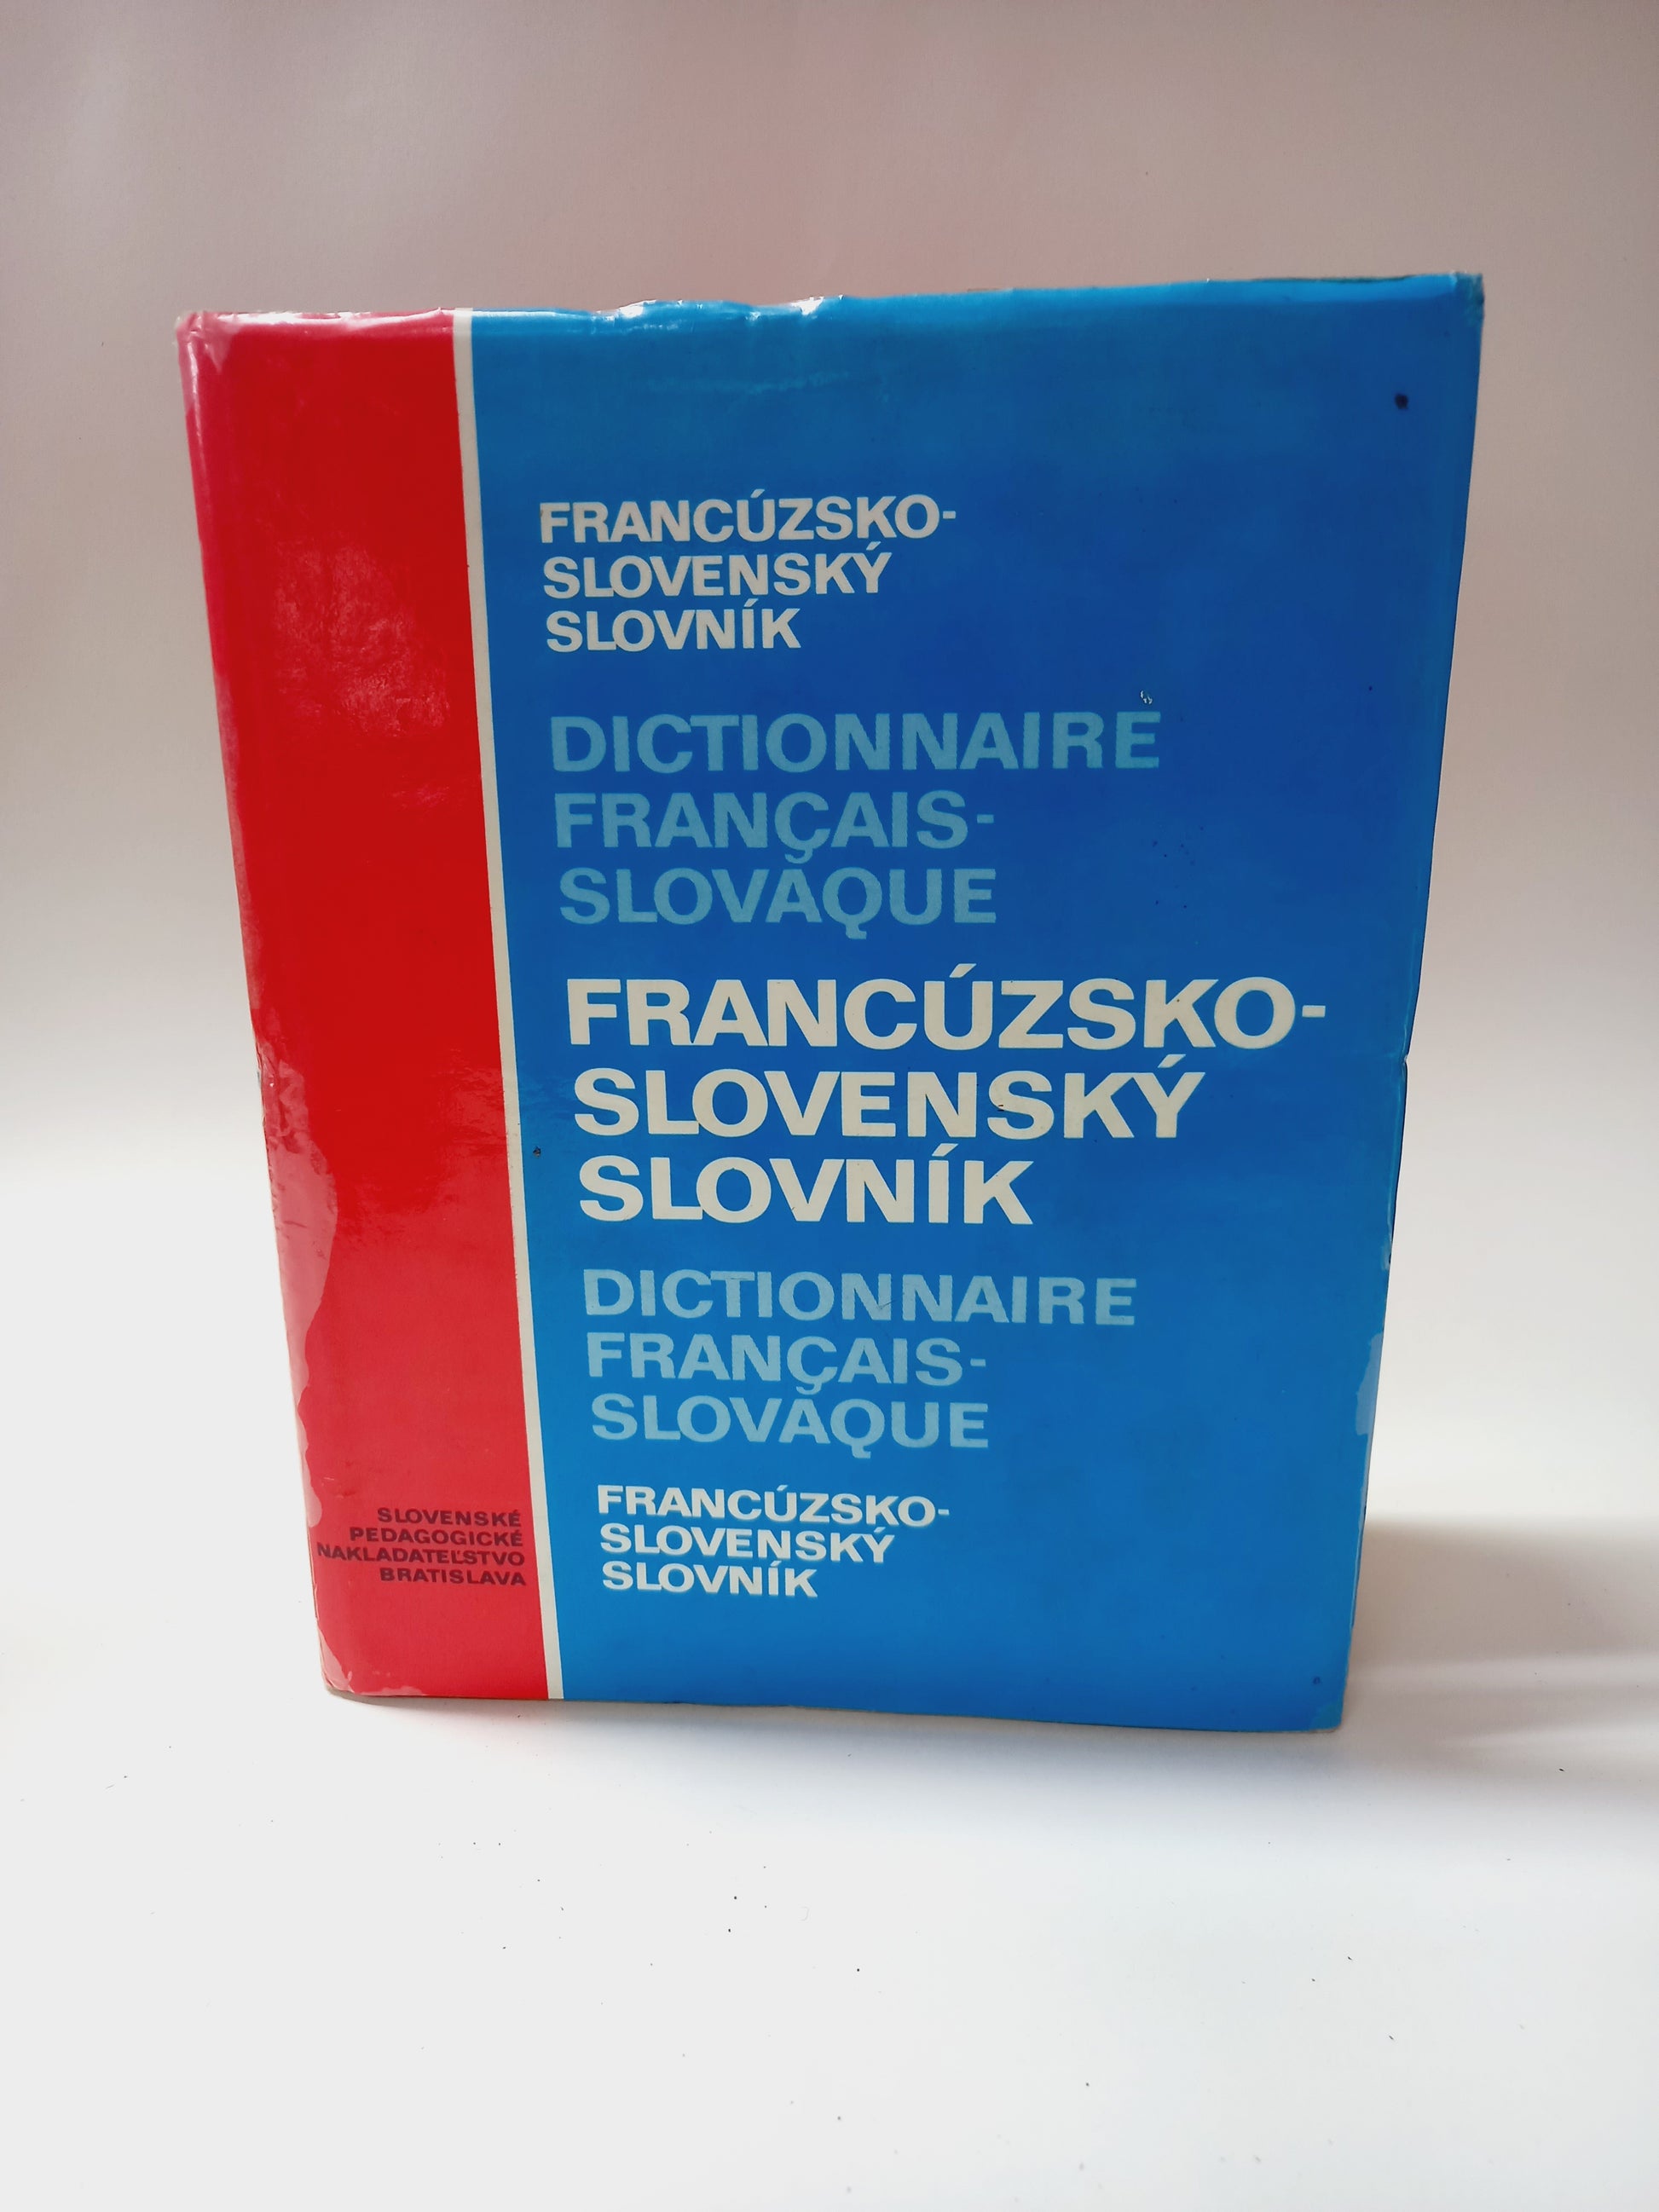 FRANCÚZSKO-
SLOVENSKÝ
SLOVNÍK
DICTIONNAIRE
FRANÇAIS-
SLOVAQUE
FRANCÚZSKO-
SLOVENSKÝ
SLOVNÍK
DICTIONNAIRE
FRANÇAIS-
SLOVAQUE
FRANCÚZSKO-
SLOVENSKÝ
SLOVNÍK
SLOVENSKÉ
PEDAGOGICKÉ
NAKLADATEĽSTVO
BRATISLAVA